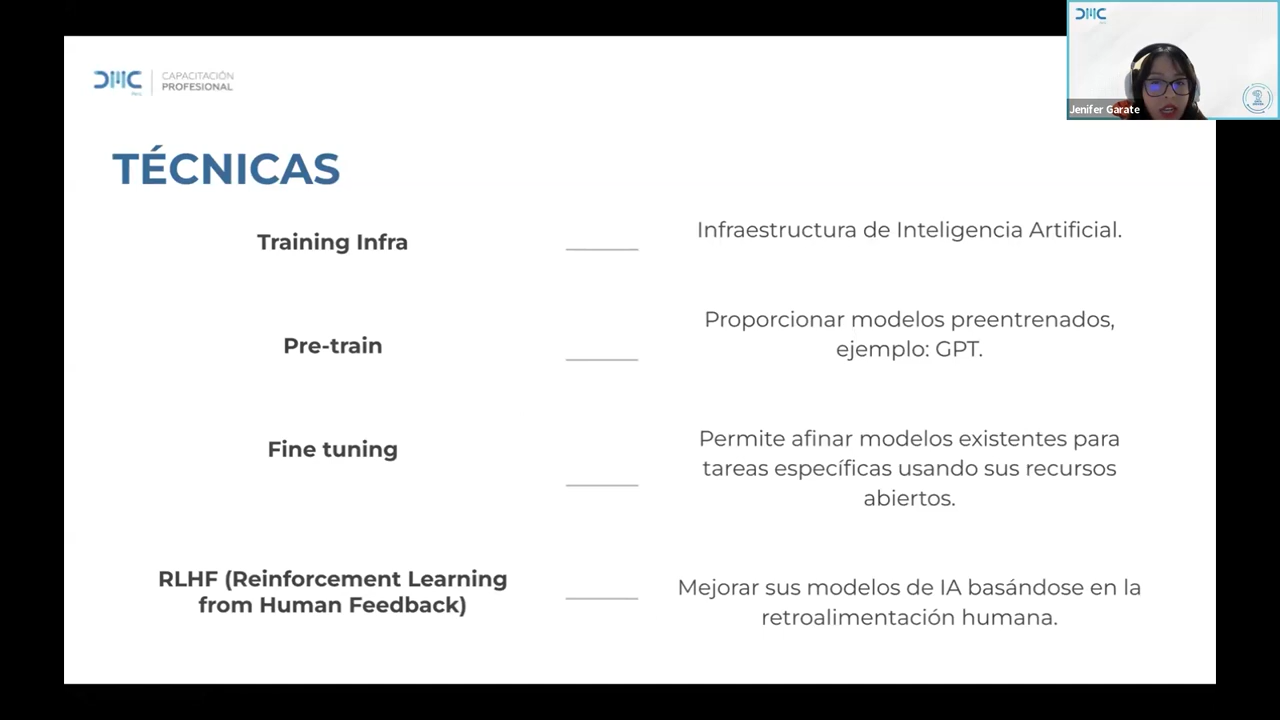 DMC
Perú
CAPACITACIÓN
PROFESIONAL
DMC
Jenifer Garate
TÉCNICAS
Training Infra
Infraestructura de Inteligencia Artificial.
Pre-train
Proporcionar modelos preentrenados,
ejemplo: GPT.
Fine tuning
Permite afinar modelos existentes para
tareas específicas usando sus recursos
abiertos.
RLHF (Reinforcement Learning
from Human Feedback)
Mejorar sus modelos de IA basándose en la
retroalimentación humana.